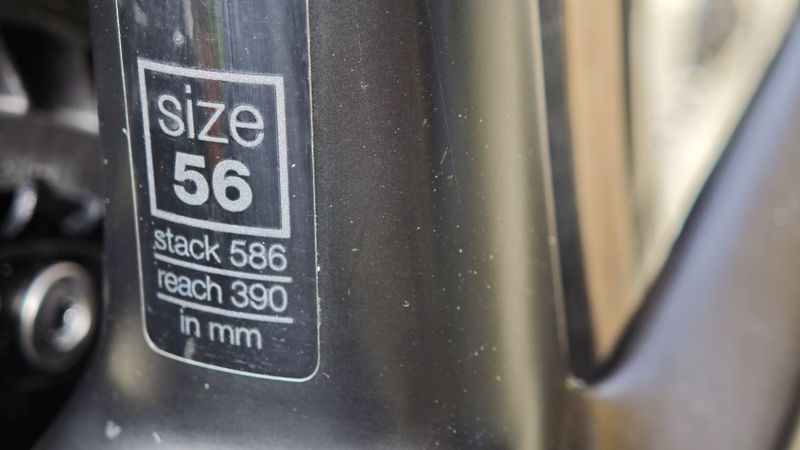 size
56
stack 586
reach 390
in mm